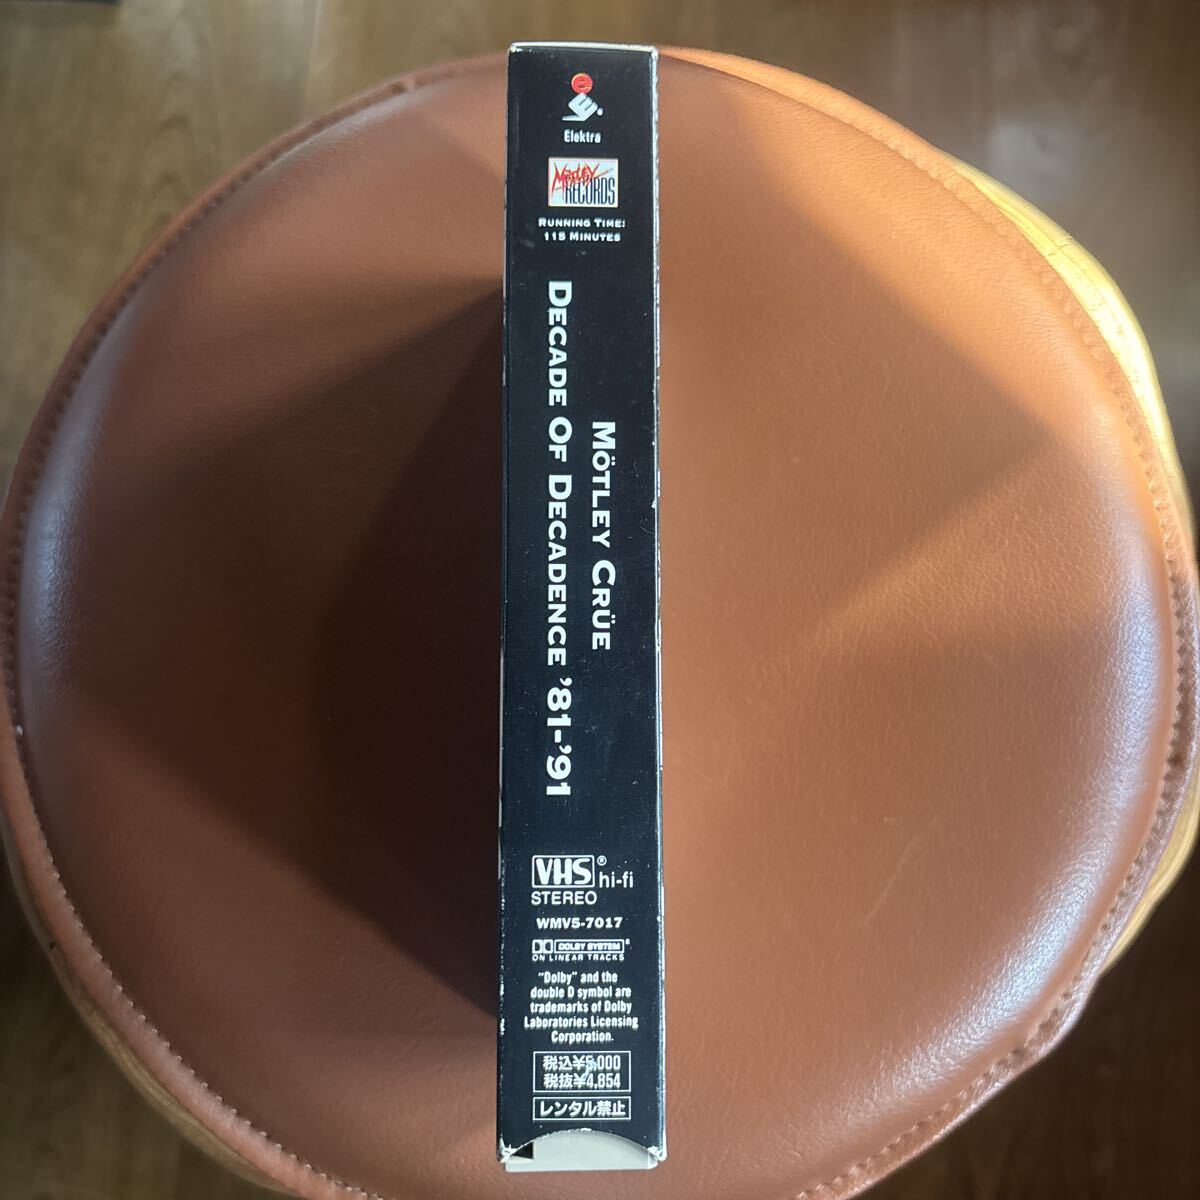 Elektra
MÖTLEY
RECORDS
RUNNING TIME:
115 MINUTES
MÖTLEY CRÜE
DECADE OF DECADENCE '81-'91
VHS® hi-fi
STEREO
WMV5-7017
DOLBY SYSTEM®
ON LINEAR TRACKS
"Dolby" and the
double D symbol are
trademarks of Dolby
Laboratories Licensing
Corporation.
税込¥5,000
税抜¥4,854
レンタル禁止